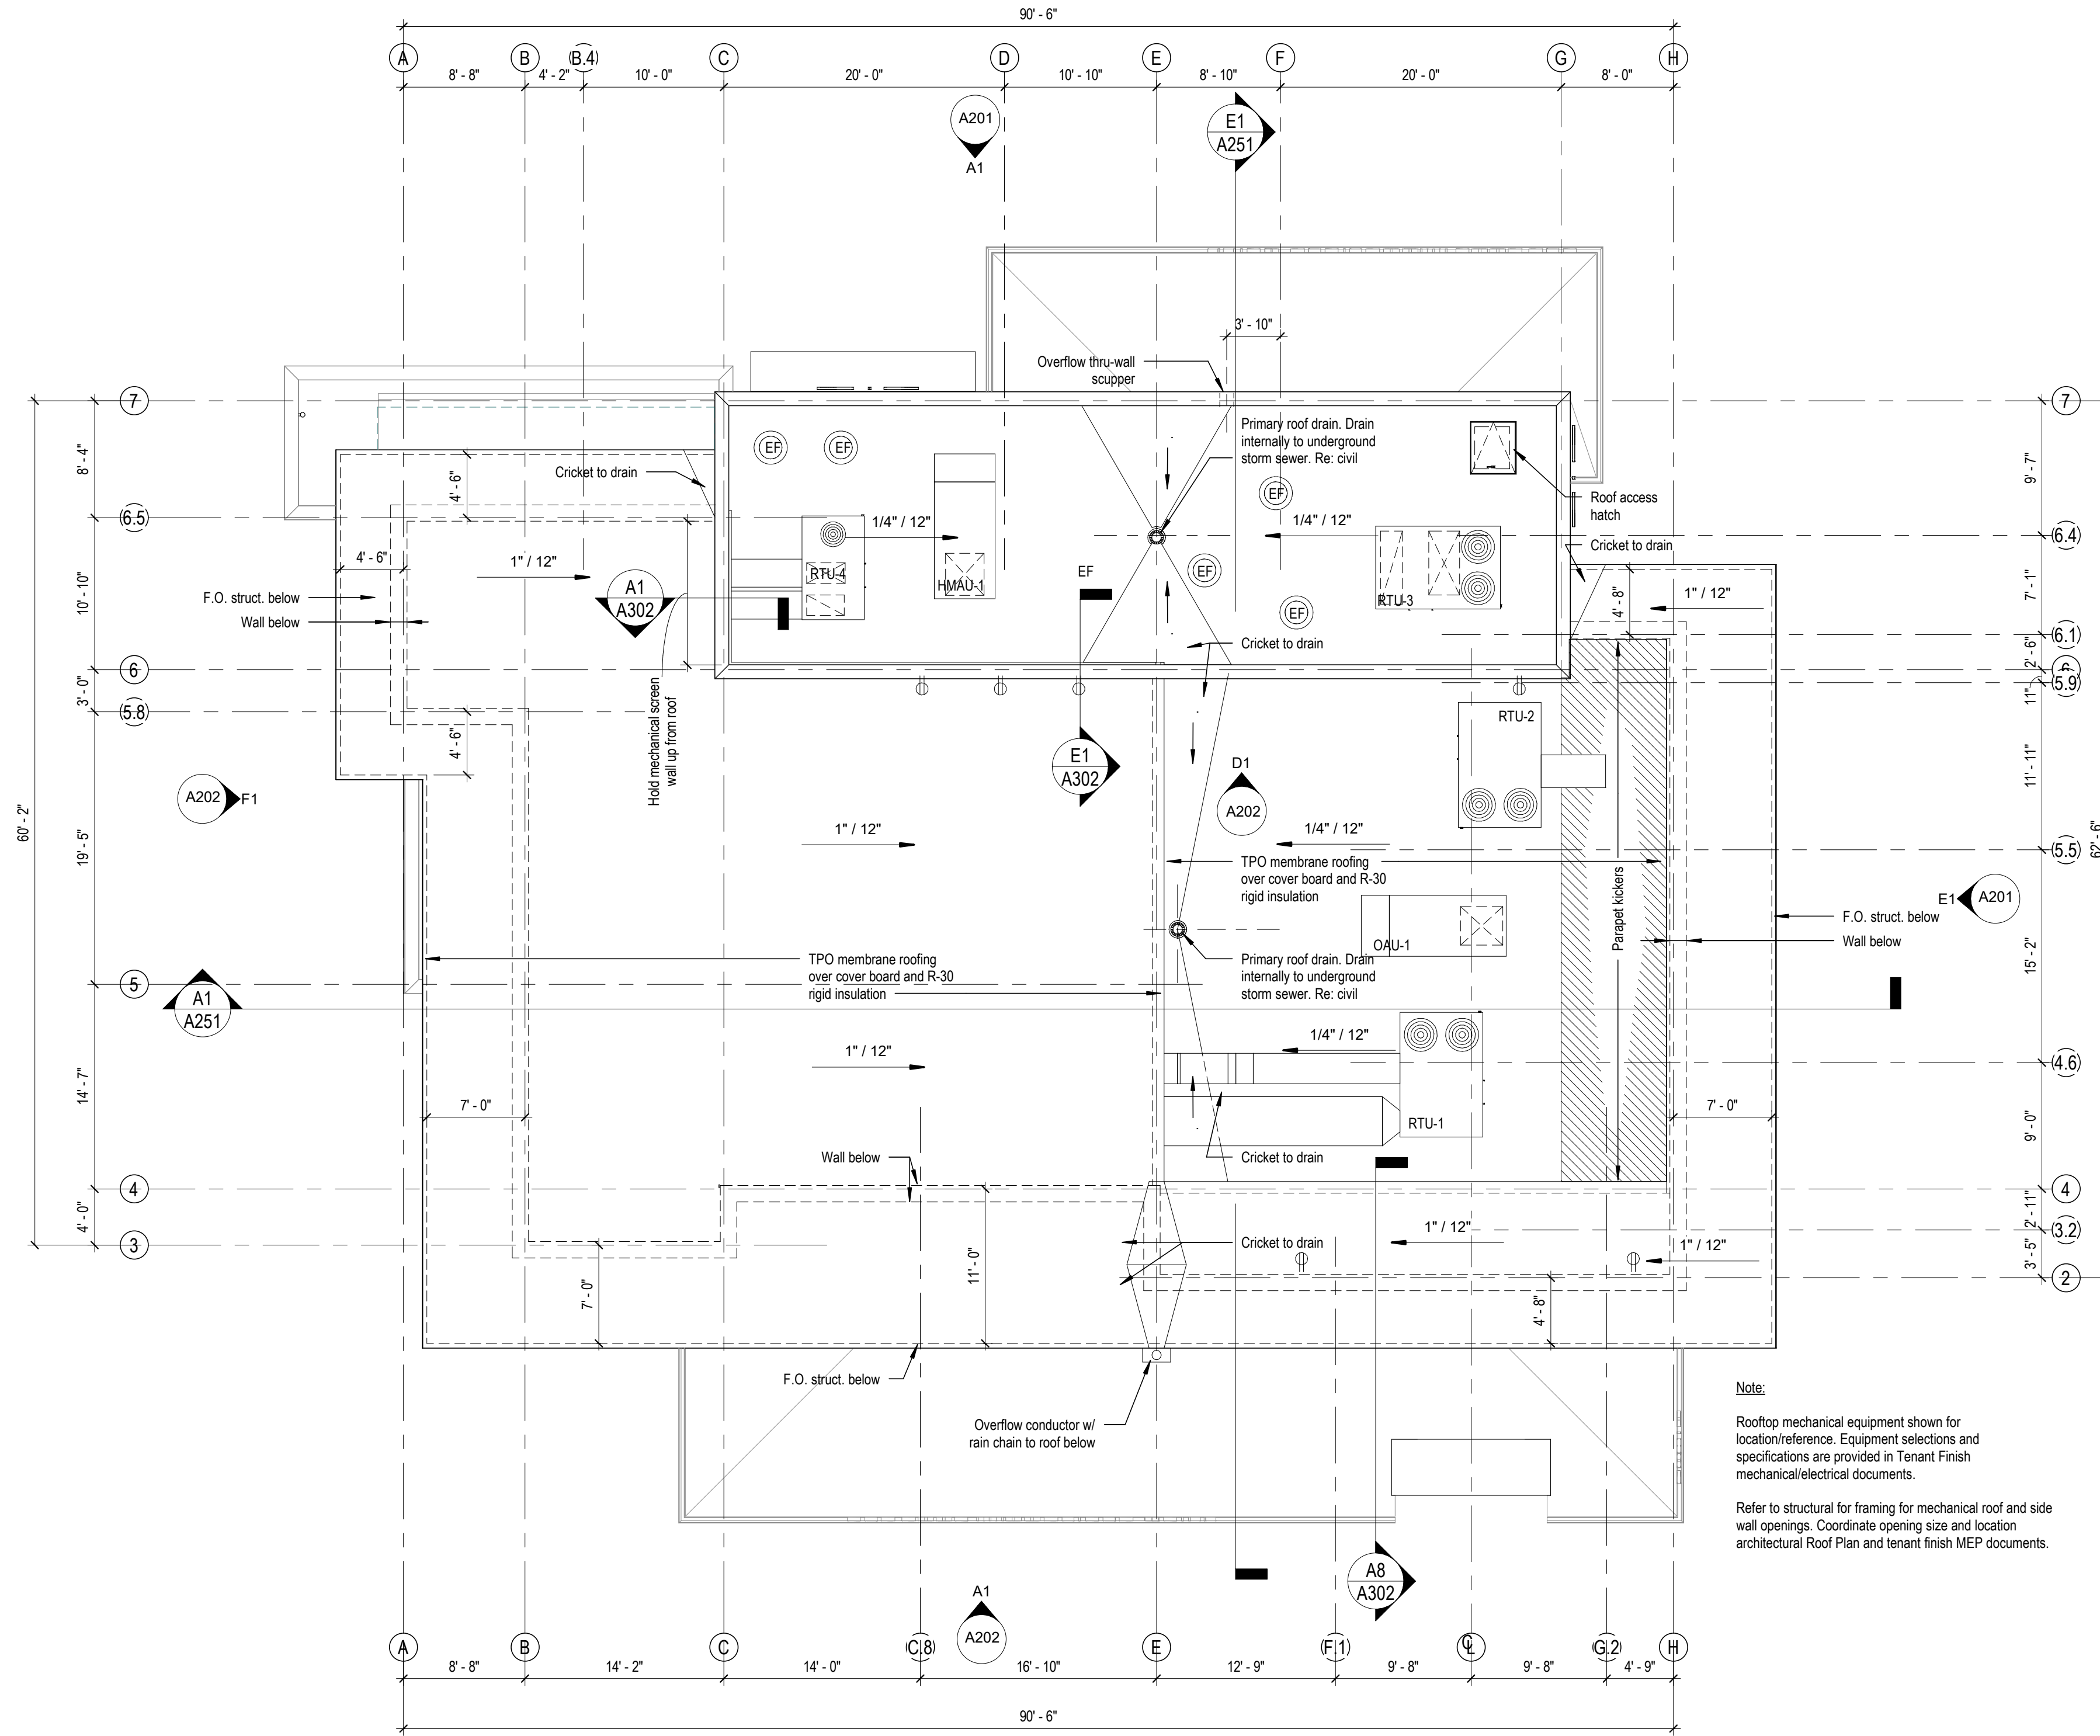 90' - 6"
A
B
(B.4)
C
D
E
F
G
H
8' - 8"
4' - 2"
10' - 0"
20' - 0"
10' - 10"
8' - 10"
20' - 0"
8' - 0"
A201
A1
E1
A251
3' - 10"
Overflow thru-wall
scupper
7
7
8' - 4"
9' - 7"
EF
EF
Primary roof drain. Drain
internally to underground
storm sewer. Re: civil
Cricket to drain
4' - 6"
EF
Roof access
hatch
(6.5)
1/4" / 12"
1/4" / 12"
(6.4)
Cricket to drain
4' - 6"
1" / 12"
RTU-4
HMAU-1
EF
EF
A1
A302
RTU-3
4' - 8"
1" / 12"
10' - 10"
7' - 1"
F.O. struct. below
Wall below
EF
(6.1)
Cricket to drain
2' - 6"
6
6
3' - 0"
(5.9)
11"
Hold mechanical screen
wall up from roof
(5.8)
RTU-2
4' - 6"
E1
A302
D1
A202
11' - 11"
A202
F1
60' - 2"
19' - 5"
1" / 12"
1/4" / 12"
(5.5)
62' - 6"
TPO membrane roofing
over cover board and R-30
rigid insulation
Parapet kickers
E1
A201
F.O. struct. below
OAU-1
Wall below
TPO membrane roofing
over cover board and R-30
rigid insulation
Primary roof drain. Drain
internally to underground
storm sewer. Re: civil
15' - 2"
5
A1
A251
1/4" / 12"
1" / 12"
(4.6)
14' - 7"
7' - 0"
7' - 0"
RTU-1
9' - 0"
Wall below
Cricket to drain
4
4
4' - 0"
2' - 11"
1" / 12"
(3.2)
3
Cricket to drain
1" / 12"
3' - 5"
11' - 0"
2
7' - 0"
4' - 8"
F.O. struct. below
Note:
Overflow conductor w/
rain chain to roof below
Rooftop mechanical equipment shown for
location/reference. Equipment selections and
specifications are provided in Tenant Finish
mechanical/electrical documents.
Refer to structural for framing for mechanical roof and side
wall openings. Coordinate opening size and location
architectural Roof Plan and tenant finish MEP documents.
A8
A302
A1
A202
A
B
C
(C.8)
E
(F.1)
CL
(G.2)
H
8' - 8"
14' - 2"
14' - 0"
16' - 10"
12' - 9"
9' - 8"
9' - 8"
4' - 9"
90' - 6"